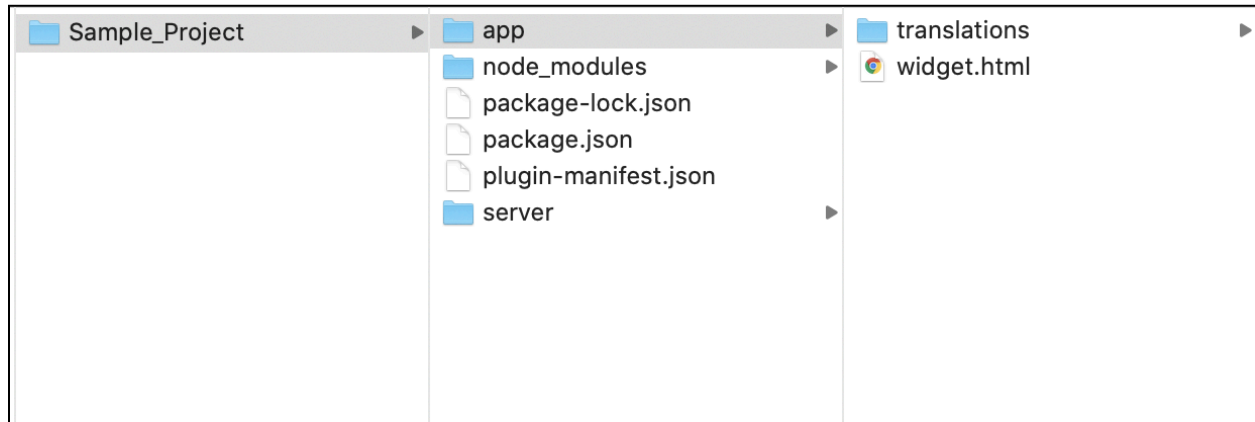 Sample_Project
app
node_modules
package-lock.json
package.json
plugin-manifest.json
server
translations
widget.html